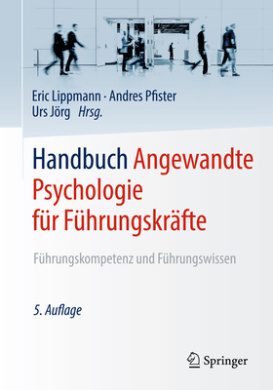 Eric Lippmann · Andres Pfister
Urs Jörg Hrsg.
Handbuch Angewandte
Psychologie
für Führungskräfte
Führungskompetenz und Führungswissen
5. Auflage
Springer